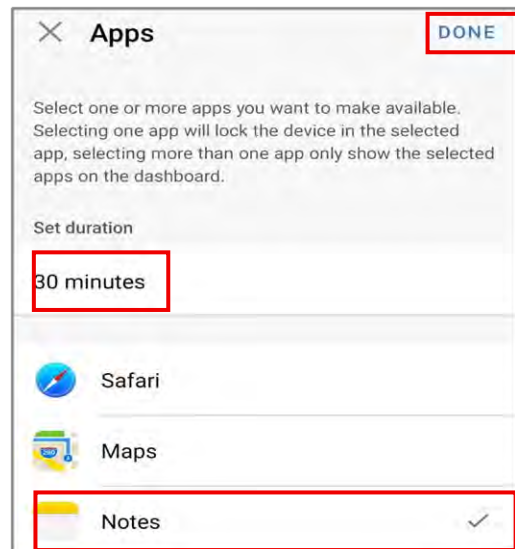 Apps DONE
Select one or more apps you want to make available.
Selecting one app will lock the device in the selected
app, selecting more than one app only show the selected
apps on the dashboard.
Set duration
30 minutes
Safari
280
Maps
Notes